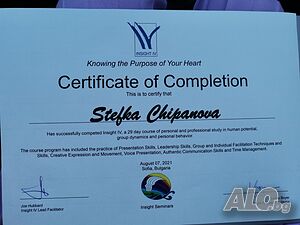 INSIGHT IV
Knowing the Purpose of Your Heart
Certificate of Completion
This is to certify that
Stefka Chipanova
Has successfully competed Insight IV, a 29 day course of personal and professional study in human potential,
group dynamics and personal behavior.
The course program has included the practice of Presentation Skills, Leadership Skills, Group and Individual Facilitation Techniques and
Skills, Creative Expression and Movement, Voice Presentation, Authentic Communication Skills and Time Management.
August 07, 2021
Sofia, Bulgaria
Joe Hubbard
Insight IV Lead Facilitator
Insight Seminars
ALO.bg